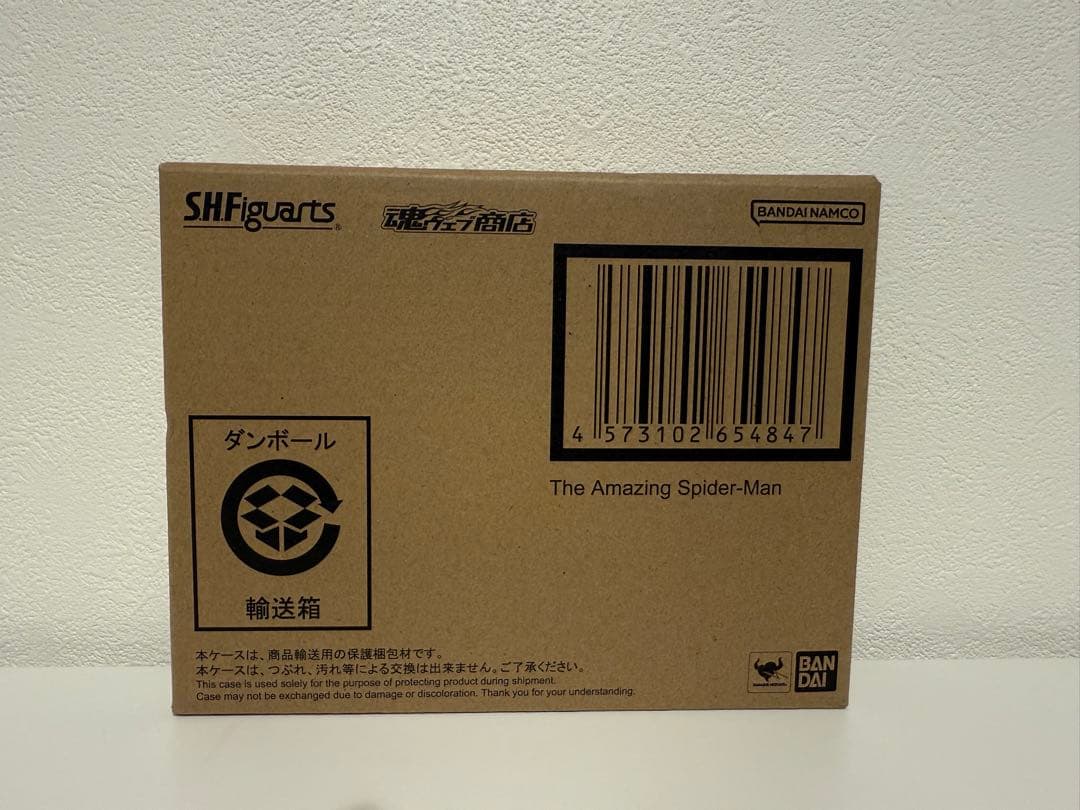 S.H.Figuarts®
魂ウェブ商店
BANDAI NAMCO
4 573102 654847
The Amazing Spider-Man
ダンボール
輸送箱
本ケースは、商品輸送用の保護梱包材です。
本ケースは、つぶれ、汚れ等による交換は出来ません。ご了承ください。
This case is used solely for the purpose of protecting product during shipment.
Case may not be exchanged due to damage or discoloration. Thank you for your understanding.
BAN
DAI